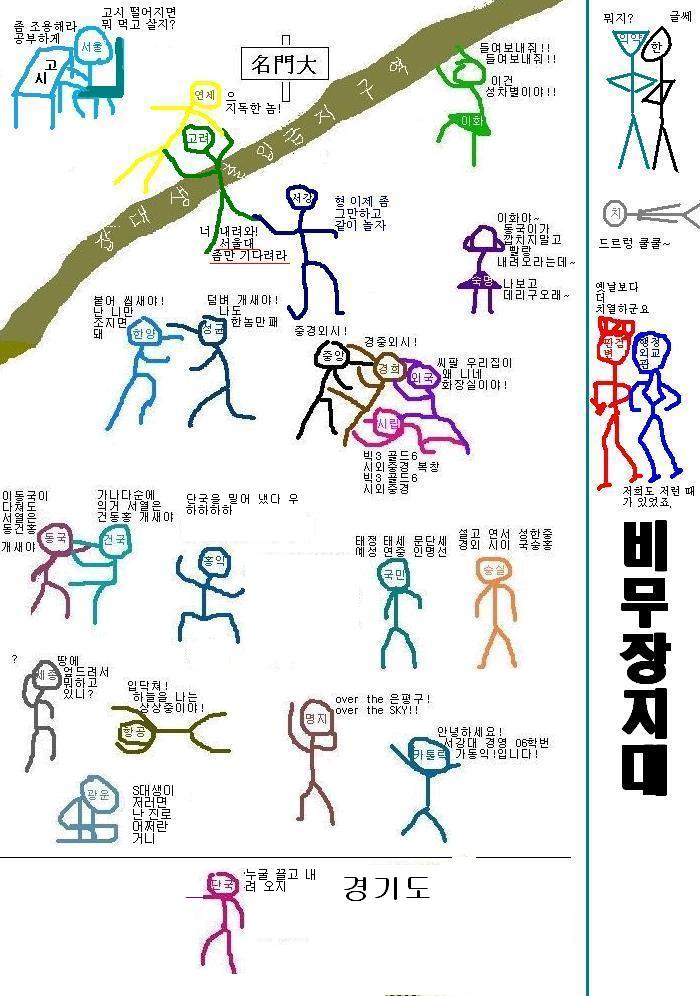 좀 조용해라
공부하게
고시 떨어지면
뭐 먹고 살지?
서울
고
시
名門大
연세
으
지독한 놈!
고려
잡대생 출입금지구역
들여보내줘!!
들여보내줘!!
이건
성차별이야!!
이화
너 내려와!
서울대
좀만 기다려라
서강
형 이제 좀
그만하고
같이 놀자
이화야~
동국이가
깝치지말고
빨랑
내려오라는데~
나보고
데리구오래~
숙명
붙어 씹새야!
난 니만
조지면
돼
한양
덤벼 개새야!
나도
한놈만패
성균
중경외시!
중앙
경중외시!
경희
외국
시립
씨팔 우리집이
왜 니네
화장실이야!
빅3 골드6
시외중경 복창
빅3 골드6
시외중경
이동국이
다쳐도
서열은
동건홍
개새야
동국
가나다순에
의거 서열은
건동홍 개새야
건국
단국을 밀어 냈다 우
하하하하
홍익
태정 태세 문단세
예성 연중 인명선
국민
설고 연서 성한중
경외 시이 국숭홍
숭실
?
세종
땅에
엎드려서
뭐하고
있니?
입닥쳐!
하늘을 나는
상상중이야!
항공
over the 은평구!
over the SKY!!
명지
안녕하세요!
서강대 경영 06학번
가동익!입니다!
카톨릭
광운
S대생이
저러면
난 진로
어쩌란
거니
단국
누굴 끌고 내
려 오지
경기도
뭐지?
글쎄
의약
한
치
드르렁 쿨쿨~
옛날보다
더
치열하군요
판검
변
행정
외교
관
저희도 저런 때
가 있었죠
비무장지대